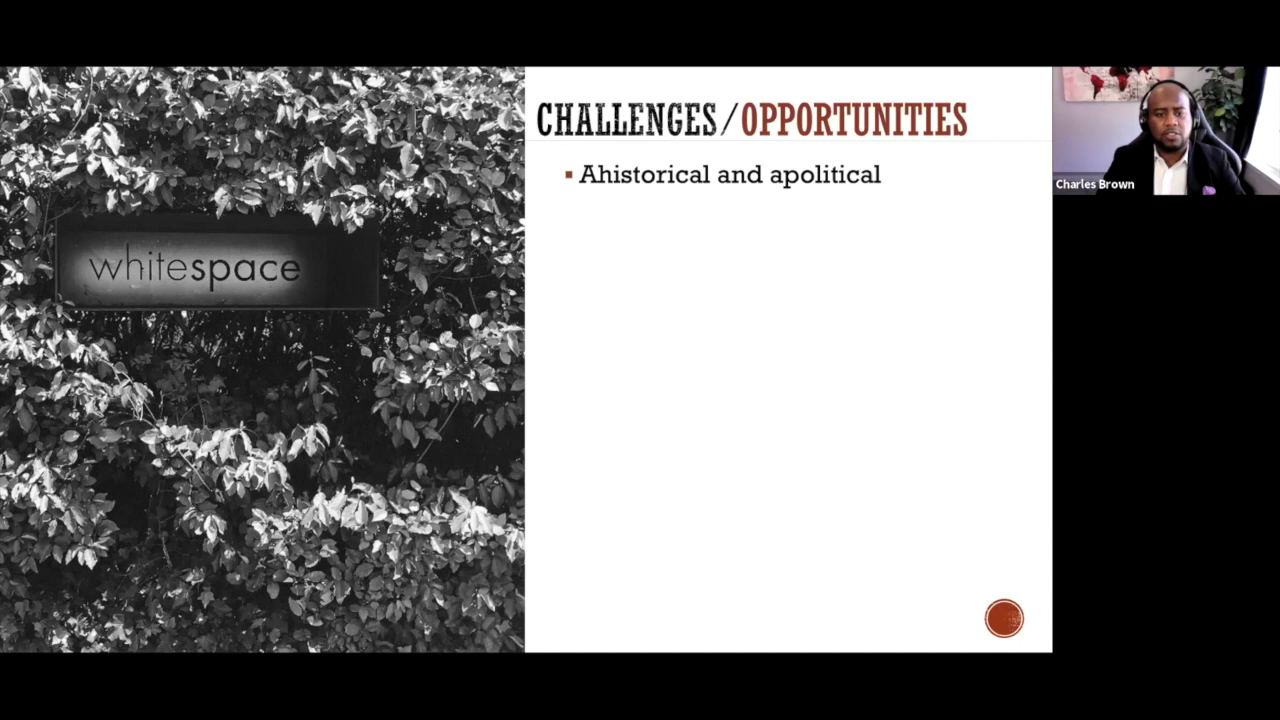 whitespace
CHALLENGES/OPPORTUNITIES
▪ Ahistorical and apolitical
Charles Brown